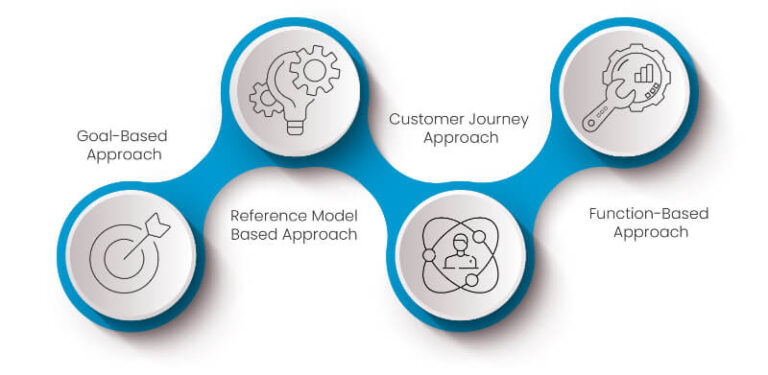 Goal-Based
Approach
Reference Model
Based Approach
Customer Journey
Approach
Function-Based
Approach